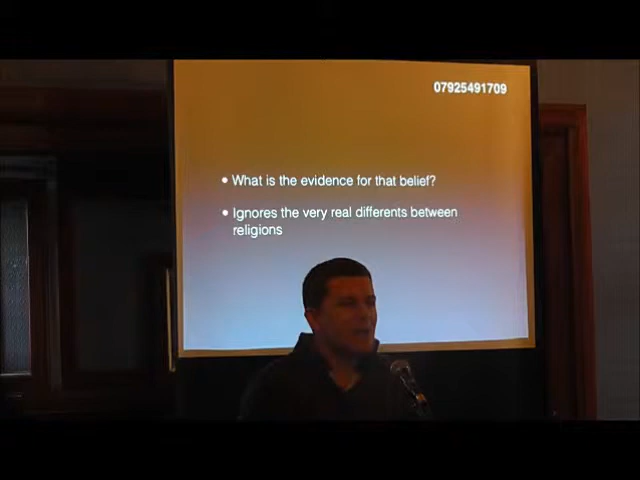 07925491709
• What is the evidence for that belief?
• Ignores the very real differents between
religions